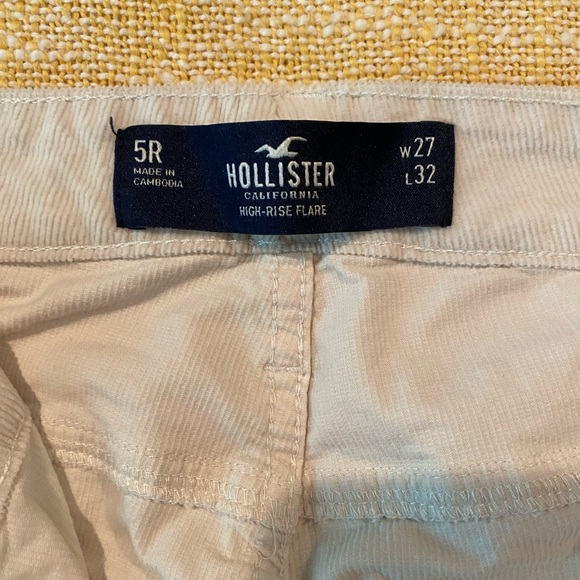 5R
MADE IN
CAMBODIA
HOLLISTER
CALIFORNIA
HIGH-RISE FLARE
W27
L32